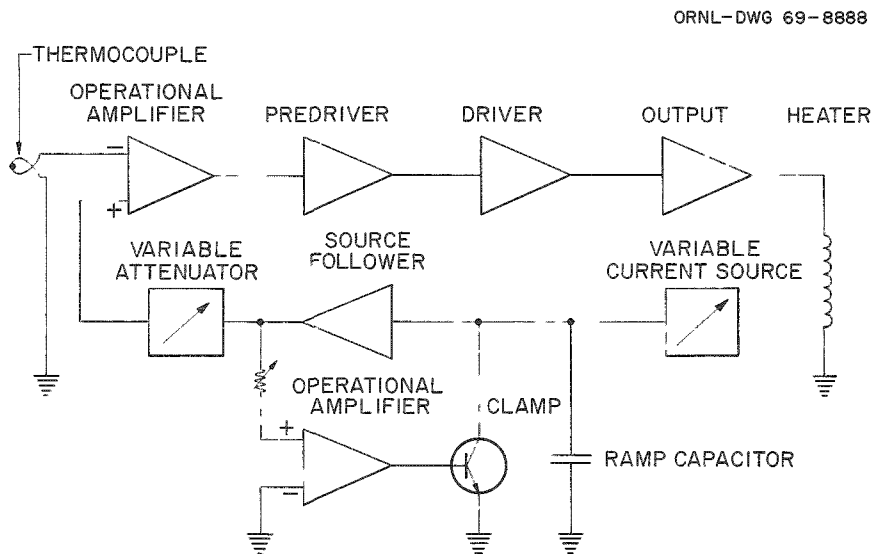 ORNL-DWG 69-8888
THERMOCOUPLE
OPERATIONAL
AMPLIFIER
PREDRIVER
DRIVER
OUTPUT
HEATER
−
+
VARIABLE
ATTENUATOR
SOURCE
FOLLOWER
VARIABLE
CURRENT SOURCE
OPERATIONAL
AMPLIFIER
CLAMP
+
−
RAMP CAPACITOR